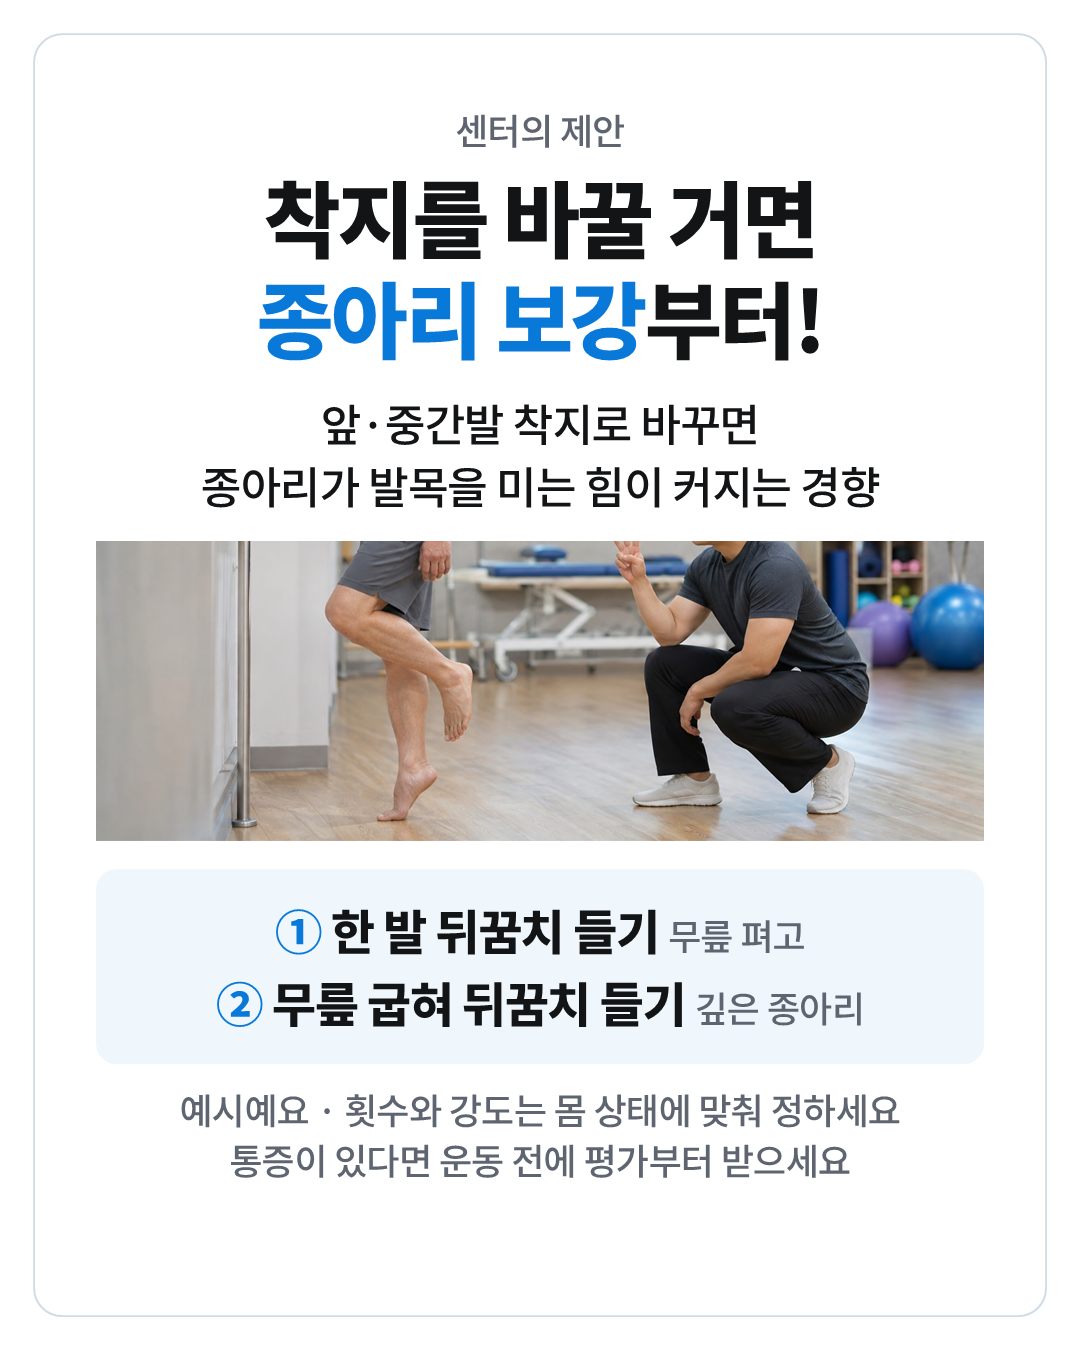 센터의 제안
착지를 바꿀 거면
종아리 보강부터!
앞·중간발 착지로 바꾸면
종아리가 발목을 미는 힘이 커지는 경향
① 한 발 뒤꿈치 들기 무릎 펴고
② 무릎 굽혀 뒤꿈치 들기 깊은 종아리
예시예요 · 횟수와 강도는 몸 상태에 맞춰 정하세요
통증이 있다면 운동 전에 평가부터 받으세요